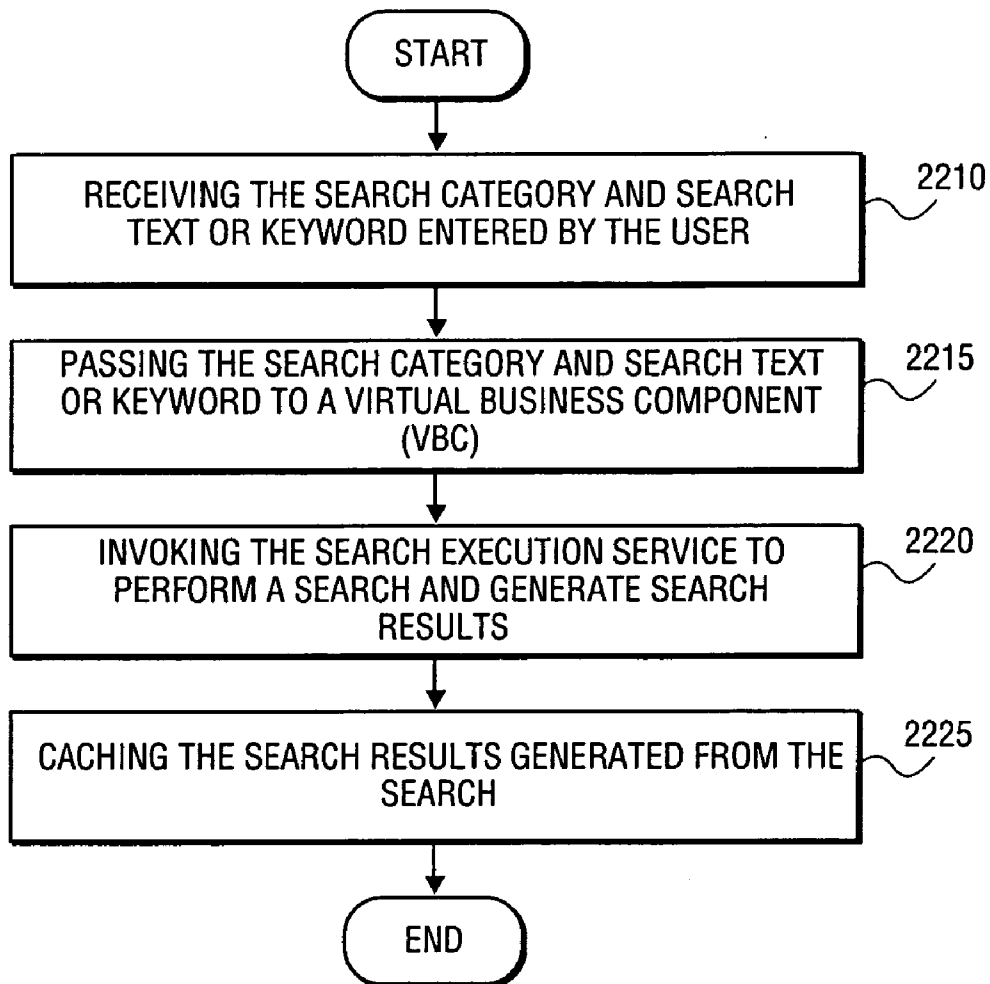 START
RECEIVING THE SEARCH CATEGORY AND SEARCH
TEXT OR KEYWORD ENTERED BY THE USER
2210
PASSING THE SEARCH CATEGORY AND SEARCH TEXT
OR KEYWORD TO A VIRTUAL BUSINESS COMPONENT
(VBC)
2215
INVOKING THE SEARCH EXECUTION SERVICE TO
PERFORM A SEARCH AND GENERATE SEARCH
RESULTS
2220
CACHING THE SEARCH RESULTS GENERATED FROM THE
SEARCH
2225
END